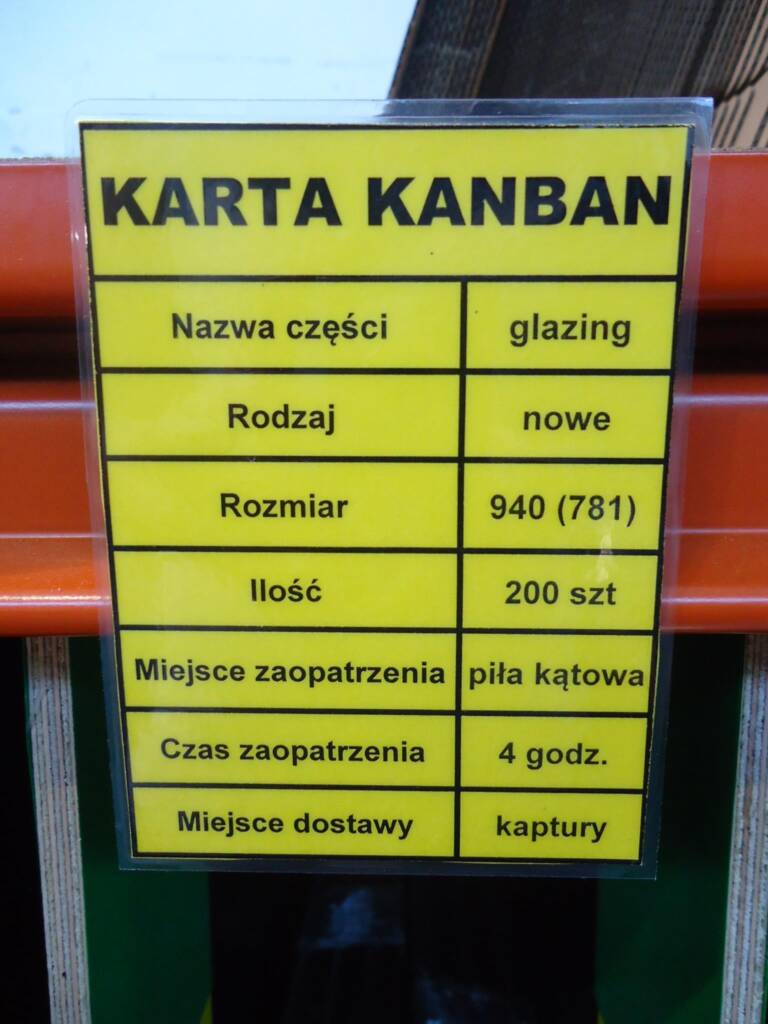 KARTA KANBAN
Nazwa części glazing
Rodzaj nowe
Rozmiar 940 (781)
Ilość 200 szt
Miejsce zaopatrzenia piła kątowa
Czas zaopatrzenia 4 godz.
Miejsce dostawy kaptury